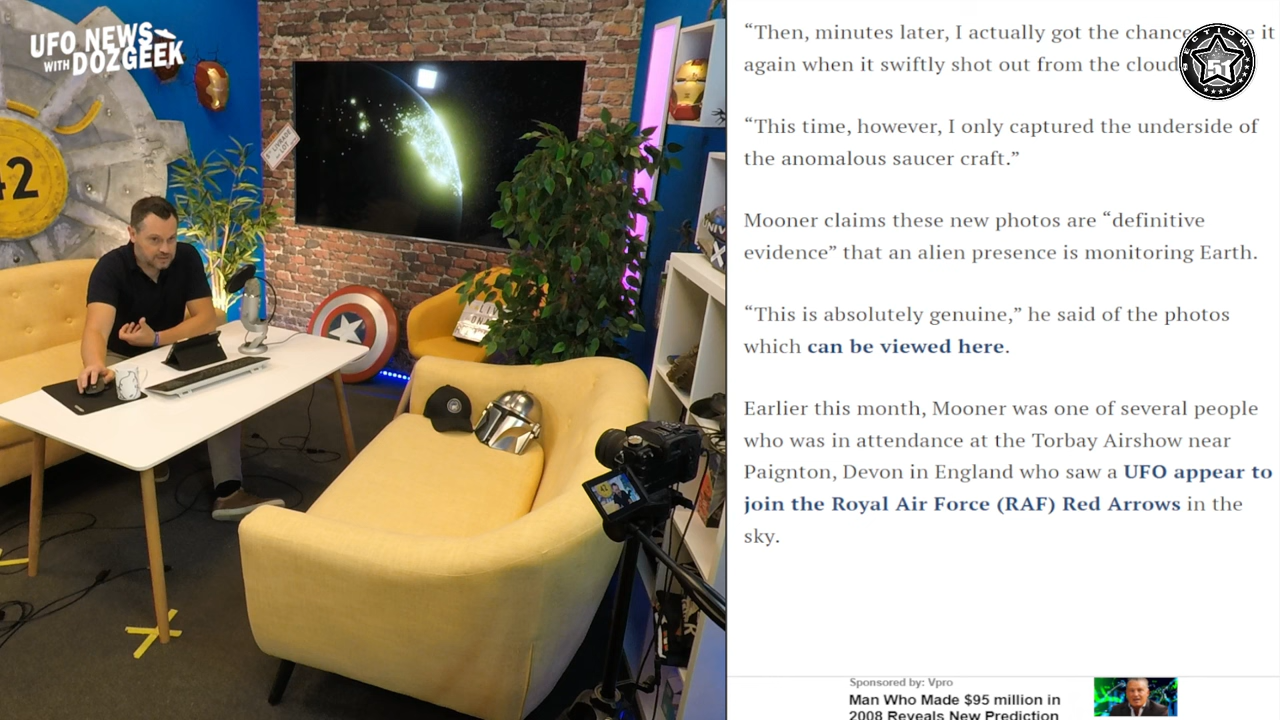 UFO NEWS
WITH DOZGEEK
42
“Then, minutes later, I actually got the chance it
again when it swiftly shot out from the cloud
SECTION
51
“This time, however, I only captured the underside of
the anomalous saucer craft.”
Mooner claims these new photos are “definitive
evidence” that an alien presence is monitoring Earth.
“This is absolutely genuine,” he said of the photos
which can be viewed here.
Earlier this month, Mooner was one of several people
who was in attendance at the Torbay Airshow near
Paignton, Devon in England who saw a UFO appear to
join the Royal Air Force (RAF) Red Arrows in the
sky.
Sponsored by: Vpro
Man Who Made $95 million in
2008 Reveals New Prediction